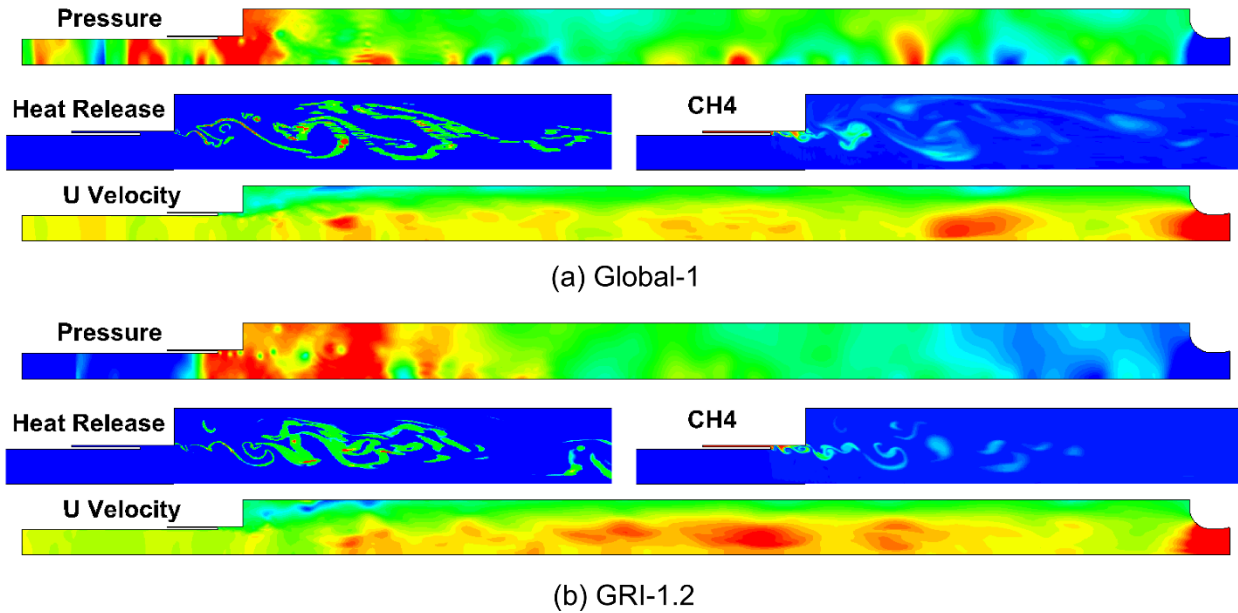 Pressure
Heat Release
CH4
U Velocity
(a) Global-1
Pressure
Heat Release
CH4
U Velocity
(b) GRI-1.2